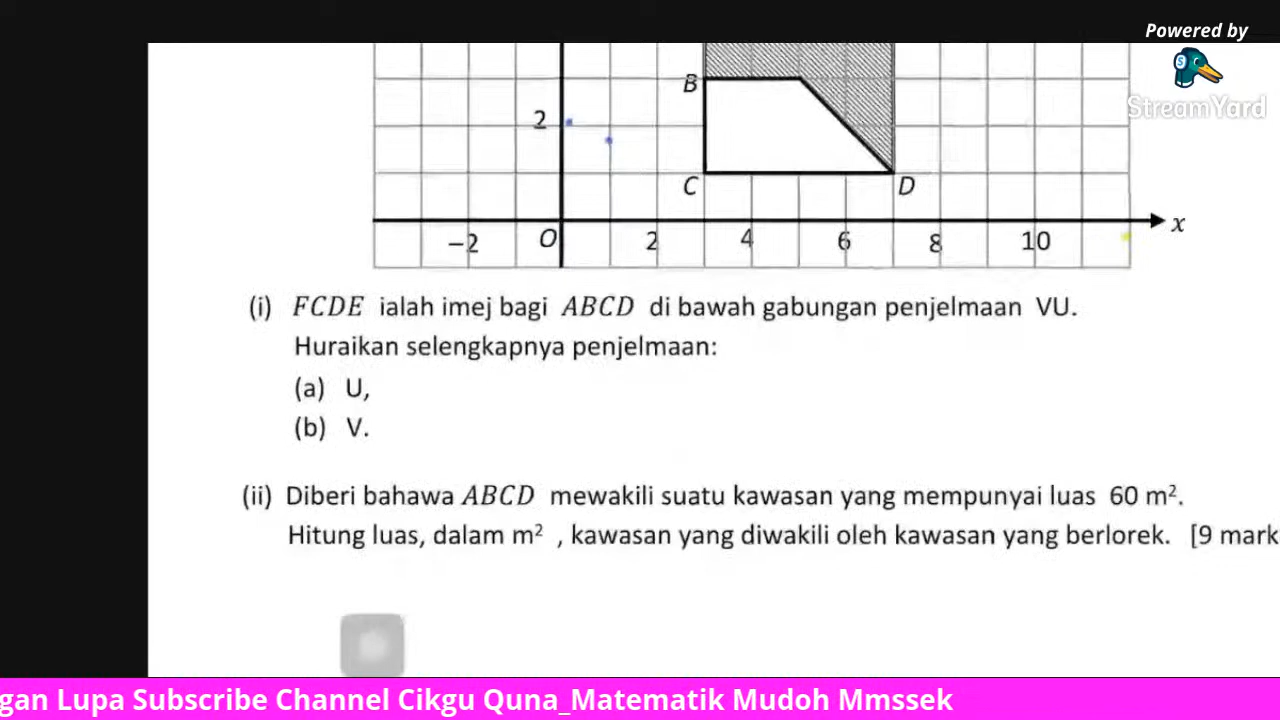 Powered by
StreamYard
B
2
C
D
x
−2 O 2 4 6 8 10
(i) FCDE ialah imej bagi ABCD di bawah gabungan penjelmaan VU.
Huraikan selengkapnya penjelmaan:
(a) U,
(b) V.
(ii) Diberi bahawa ABCD mewakili suatu kawasan yang mempunyai luas 60 m².
Hitung luas, dalam m² , kawasan yang diwakili oleh kawasan yang berlorek. [9 mark
gan Lupa Subscribe Channel Cikgu Quna_Matematik Mudoh Mmssek